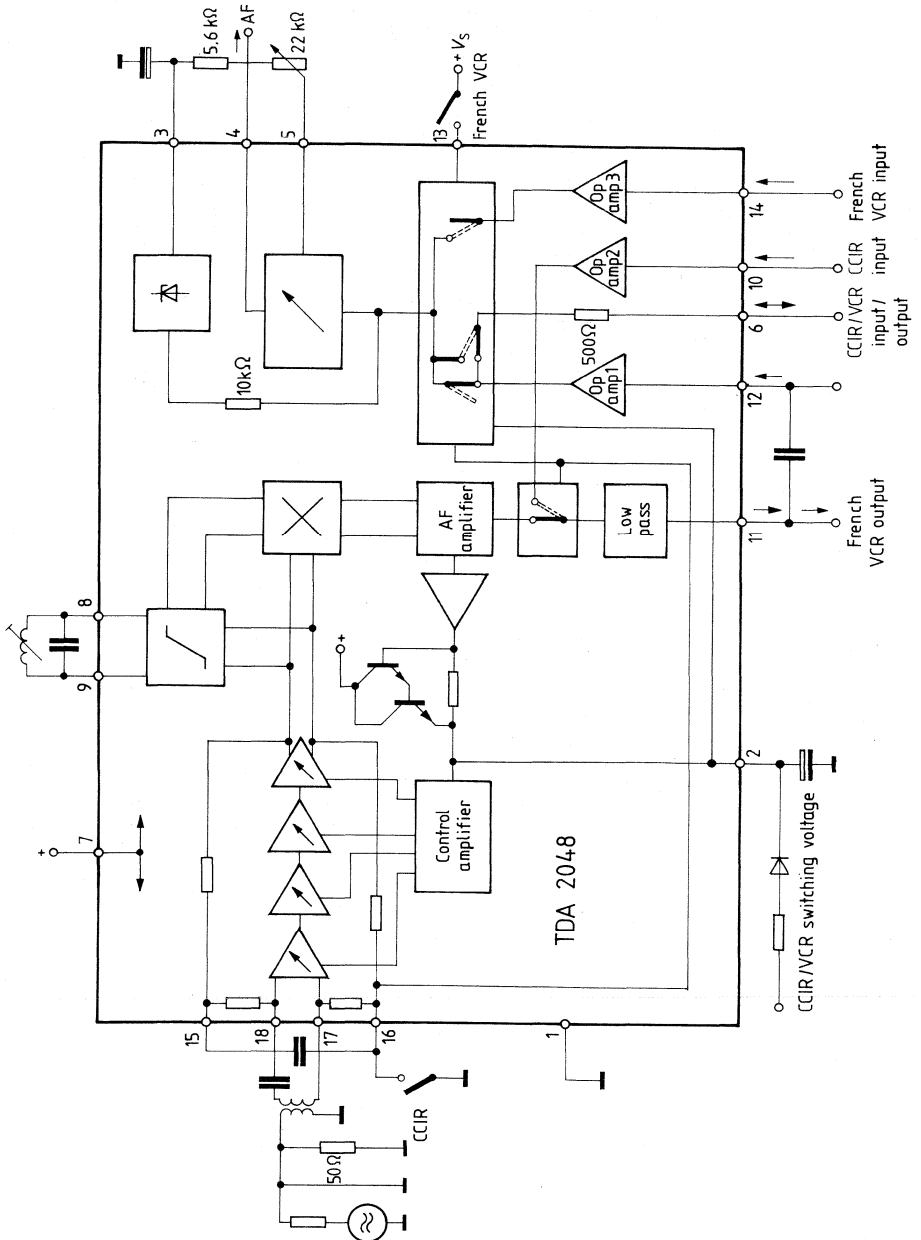 5.6 kΩ
AF
22 kΩ
3
4
5
13
+Vs
French VCR
10kΩ
Op amp3
Op amp2
Op amp1
500Ω
14
French VCR input
10
CCIR input
6
CCIR/VCR input/output
12
11
French VCR output
8
9
AF amplifier
Low pass
+
7
+
Control amplifier
2
TDA 2048
CCIR/VCR switching voltage
15
18
17
16
1
CCIR
50Ω